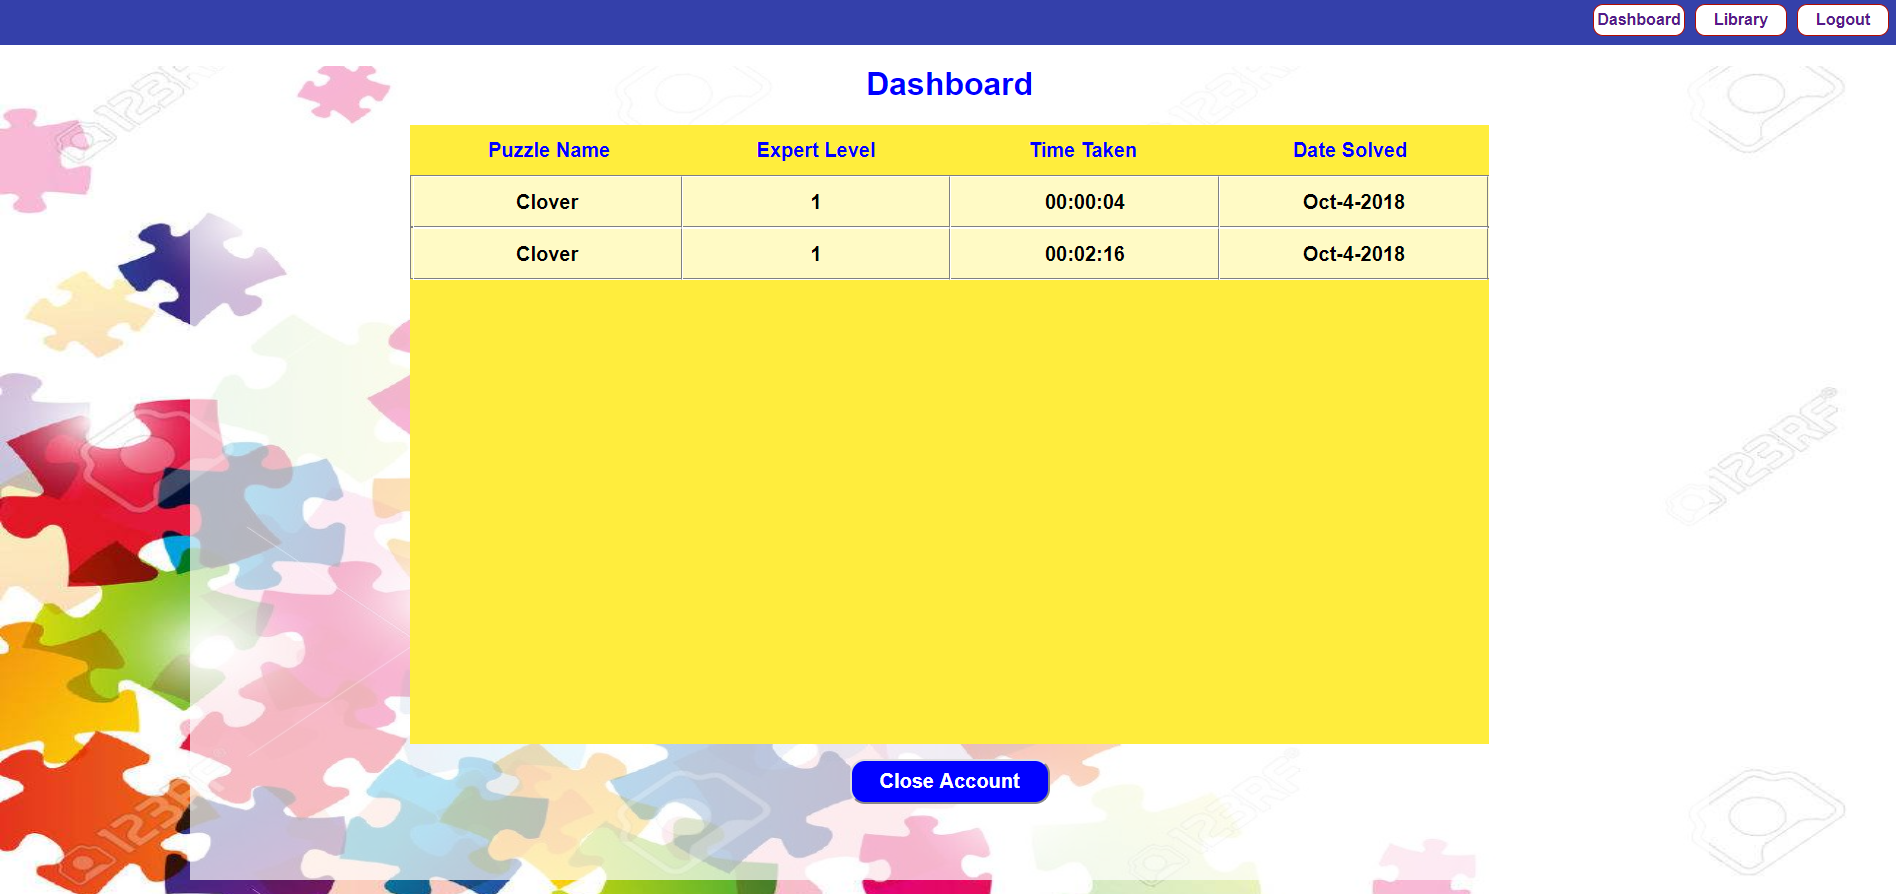 Dashboard Library Logout
Dashboard
Puzzle Name Expert Level Time Taken Date Solved
Clover 1 00:00:04 Oct-4-2018
Clover 1 00:02:16 Oct-4-2018
Close Account
123RF
123RF
123RF
123RF
123RF